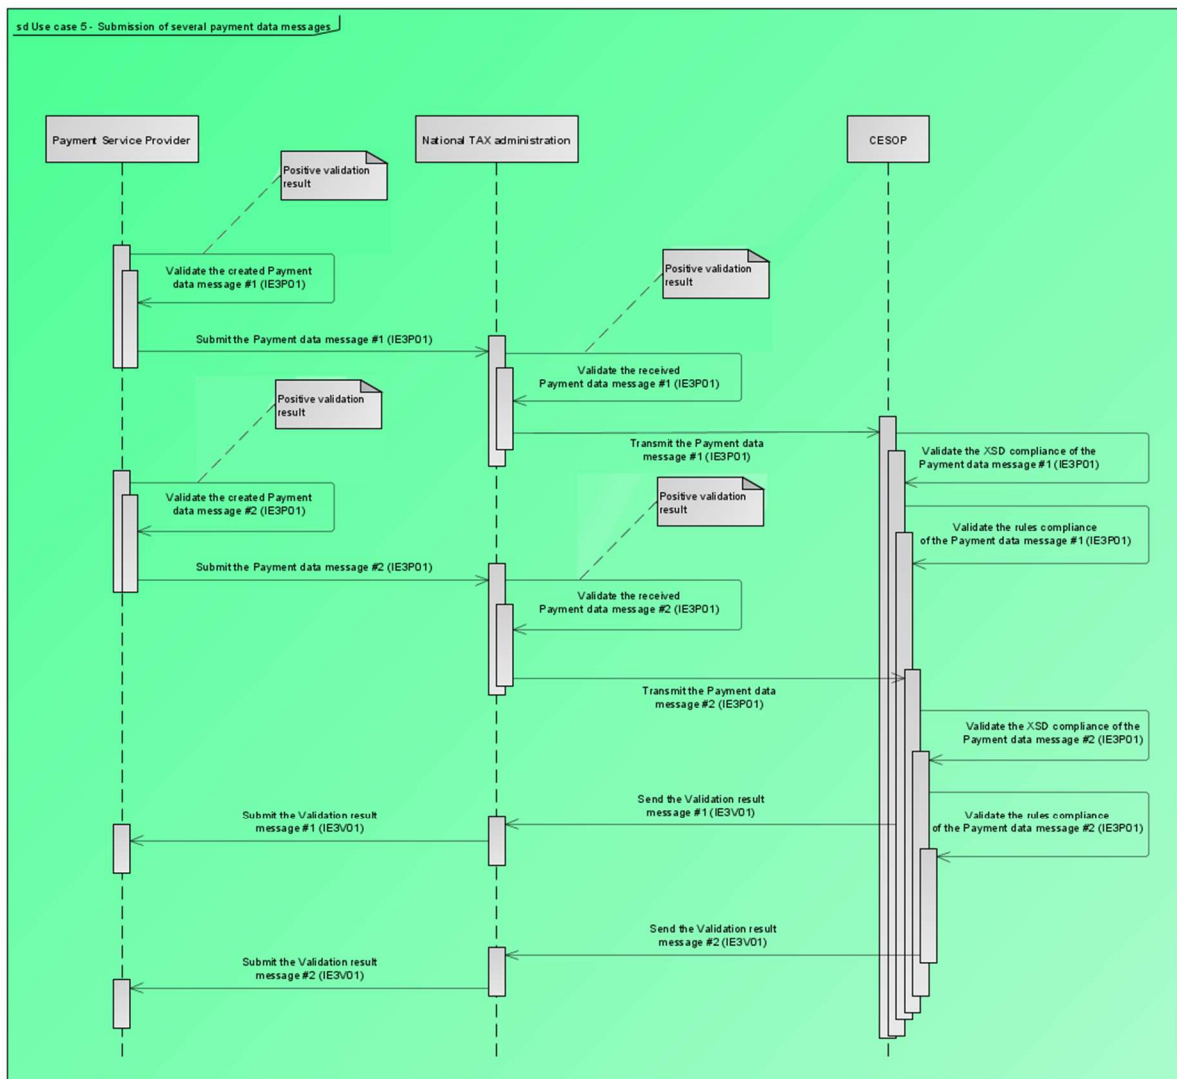 sd Use case 5 - Submission of several payment data messages
Payment Service Provider
National TAX administration
CESOP
Positive validation
result
Validate the created Payment
data message #1 (IE3P01)
Positive validation
result
Submit the Payment data message #1 (IE3P01)
Validate the received
Payment data message #1 (IE3P01)
Positive validation
result
Transmit the Payment data
message #1 (IE3P01)
Validate the XSD compliance of the
Payment data message #1 (IE3P01)
Validate the created Payment
data message #2 (IE3P01)
Positive validation
result
Validate the rules compliance
of the Payment data message #1 (IE3P01)
Submit the Payment data message #2 (IE3P01)
Validate the received
Payment data message #2 (IE3P01)
Transmit the Payment data
message #2 (IE3P01)
Validate the XSD compliance of the
Payment data message #2 (IE3P01)
Send the Validation result
message #1 (IE3V01)
Submit the Validation result
message #1 (IE3V01)
Validate the rules compliance
of the Payment data message #2 (IE3P01)
Send the Validation result
message #2 (IE3V01)
Submit the Validation result
message #2 (IE3V01)